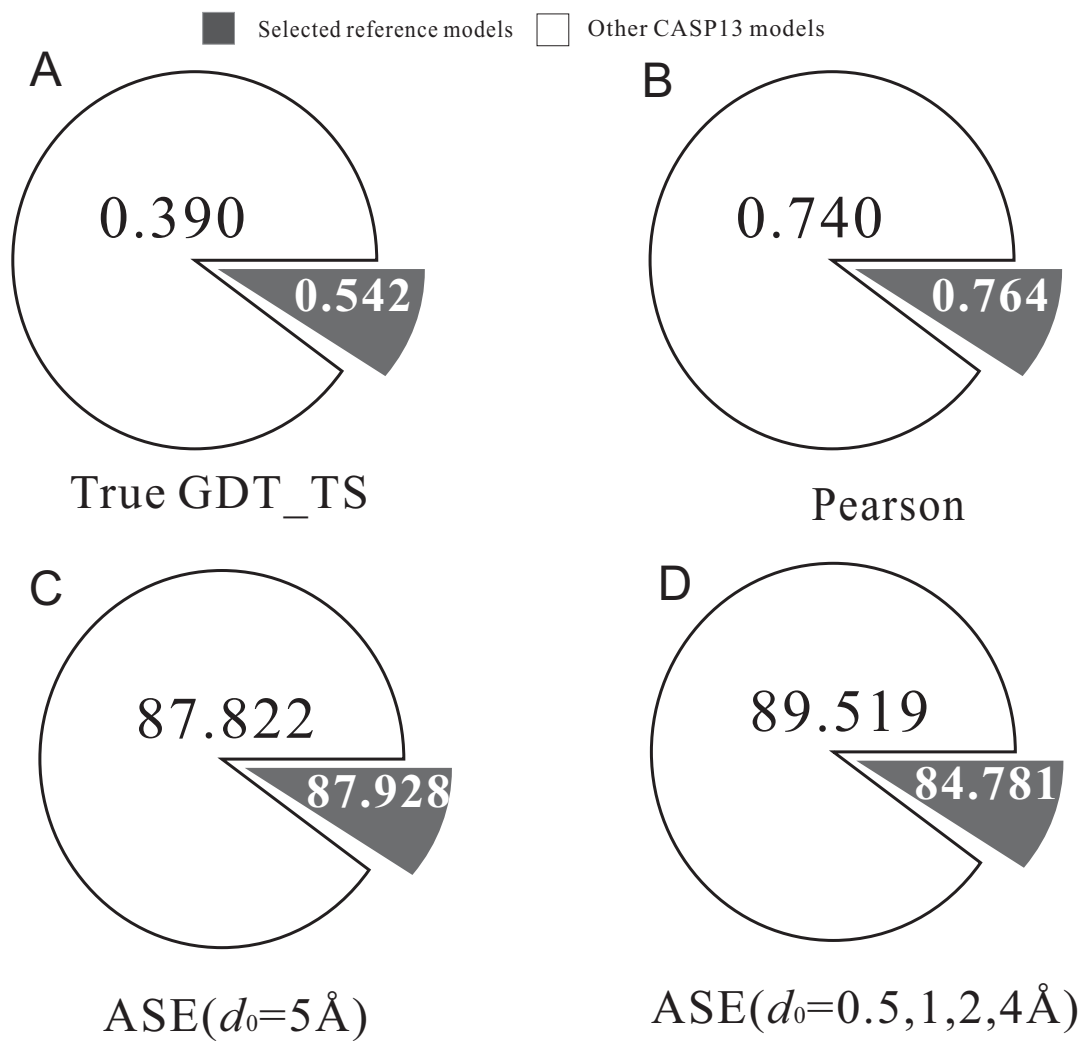 Selected reference models Other CASP13 models
A
B
0.390
0.740
0.542
0.764
True GDT_TS
Pearson
C
D
87.822
89.519
87.928
84.781
ASE(d₀=5Å)
ASE(d₀=0.5,1,2,4Å)